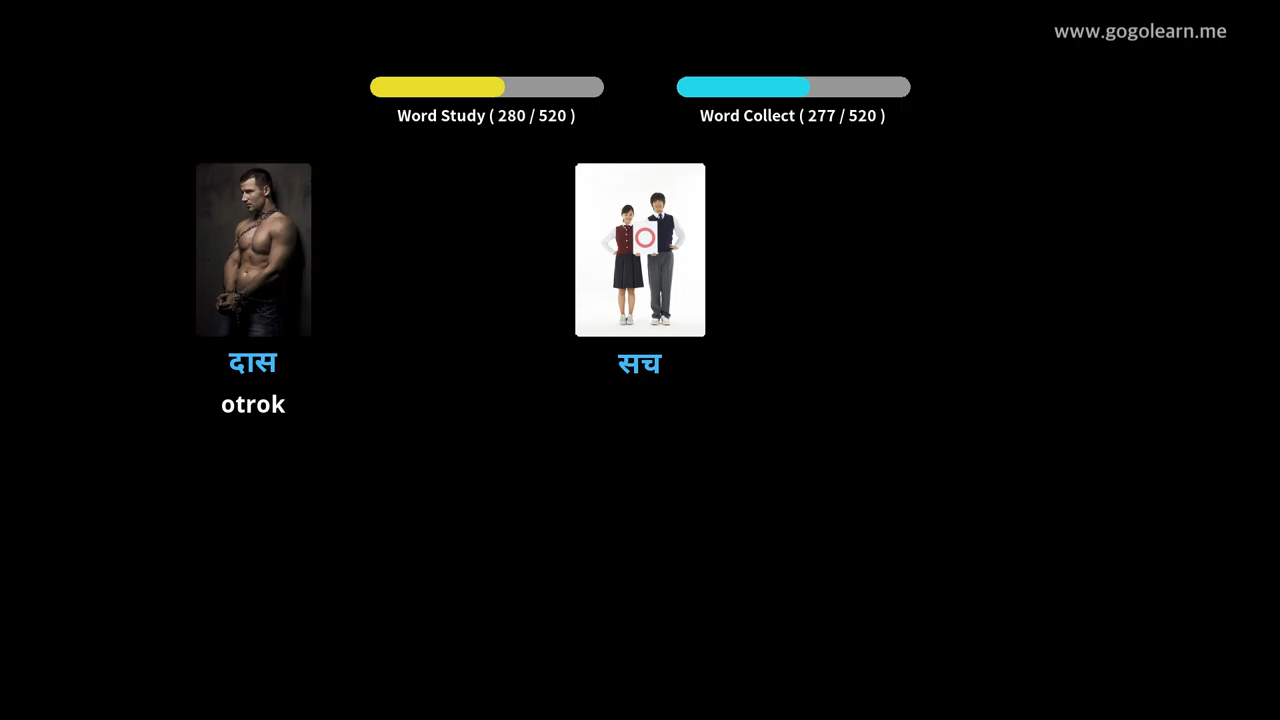 www.gogolearn.me
Word Study ( 280 / 520 )
Word Collect ( 277 / 520 )
दास
सच
otrok